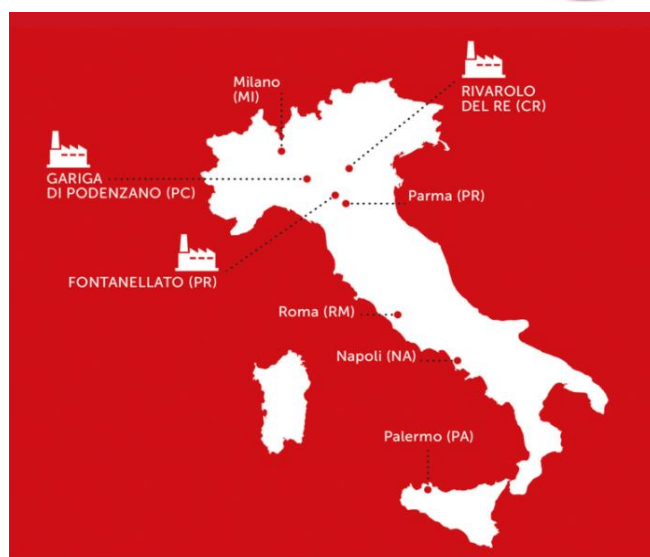 Milano
(MI)
RIVAROLO
DEL RE (CR)
GARIGA
DI PODENZANO (PC)
Parma (PR)
FONTANELLATO (PR)
Roma (RM)
Napoli (NA)
Palermo (PA)